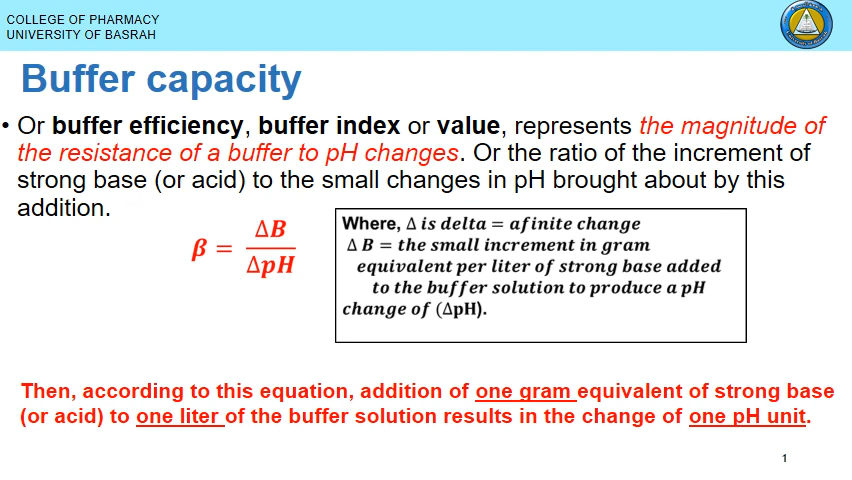 COLLEGE OF PHARMACY
UNIVERSITY OF BASRAH
Buffer capacity
• Or buffer efficiency, buffer index or value, represents the magnitude of
the resistance of a buffer to pH changes. Or the ratio of the increment of
strong base (or acid) to the small changes in pH brought about by this
addition.
β = ΔB / ΔpH
Where, Δ is delta = a finite change
Δ B = the small increment in gram
equivalent per liter of strong base added
to the buffer solution to produce a pH
change of (ΔpH).
Then, according to this equation, addition of one gram equivalent of strong base
(or acid) to one liter of the buffer solution results in the change of one pH unit.
1